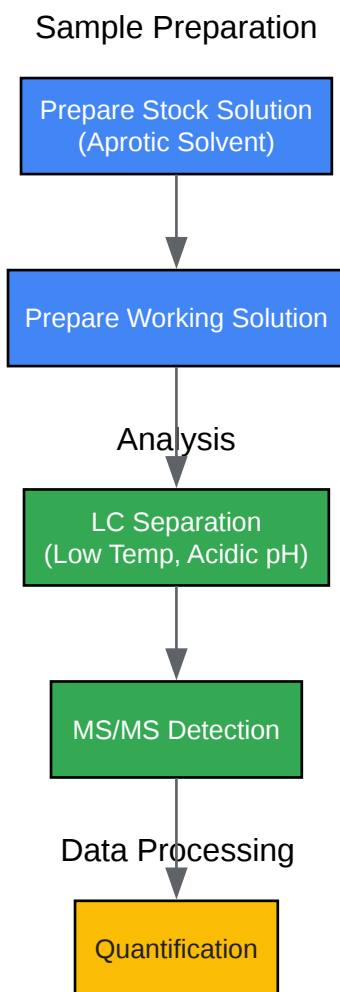 Sample Preparation
Prepare Stock Solution
(Aprotic Solvent)
Prepare Working Solution
Analysis
LC Separation
(Low Temp, Acidic pH)
MS/MS Detection
Data Processing
Quantification